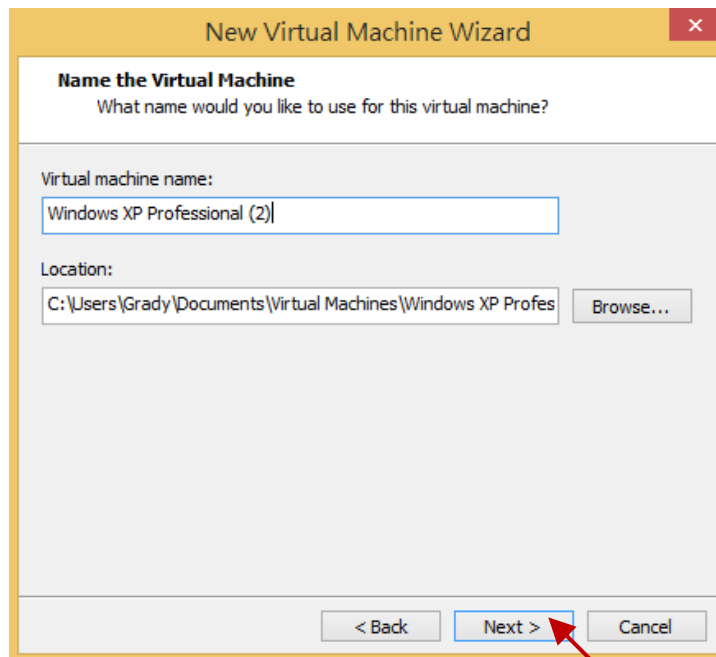 New Virtual Machine Wizard
Name the Virtual Machine
What name would you like to use for this virtual machine?
Virtual machine name:
Windows XP Professional (2)
Location:
C:\Users\Grady\Documents\Virtual Machines\Windows XP Profes
Browse...
< Back Next > Cancel